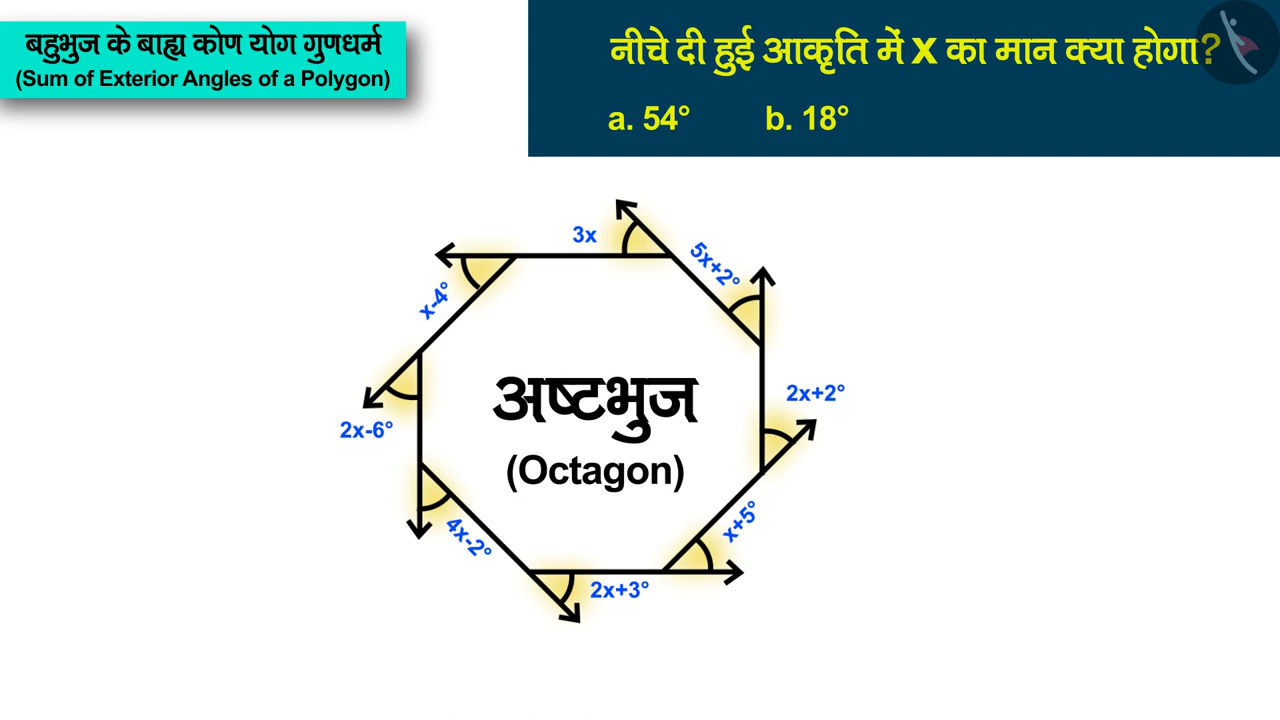 बहुभुज के बाह्य कोण योग गुणधर्म
(Sum of Exterior Angles of a Polygon)
नीचे दी हुई आकृति में X का मान क्या होगा?
a. 54° b. 18°
3x
5x+2°
x-4°
2x+2°
अष्टभुज
2x-6°
(Octagon)
x+5°
4x-2°
2x+3°